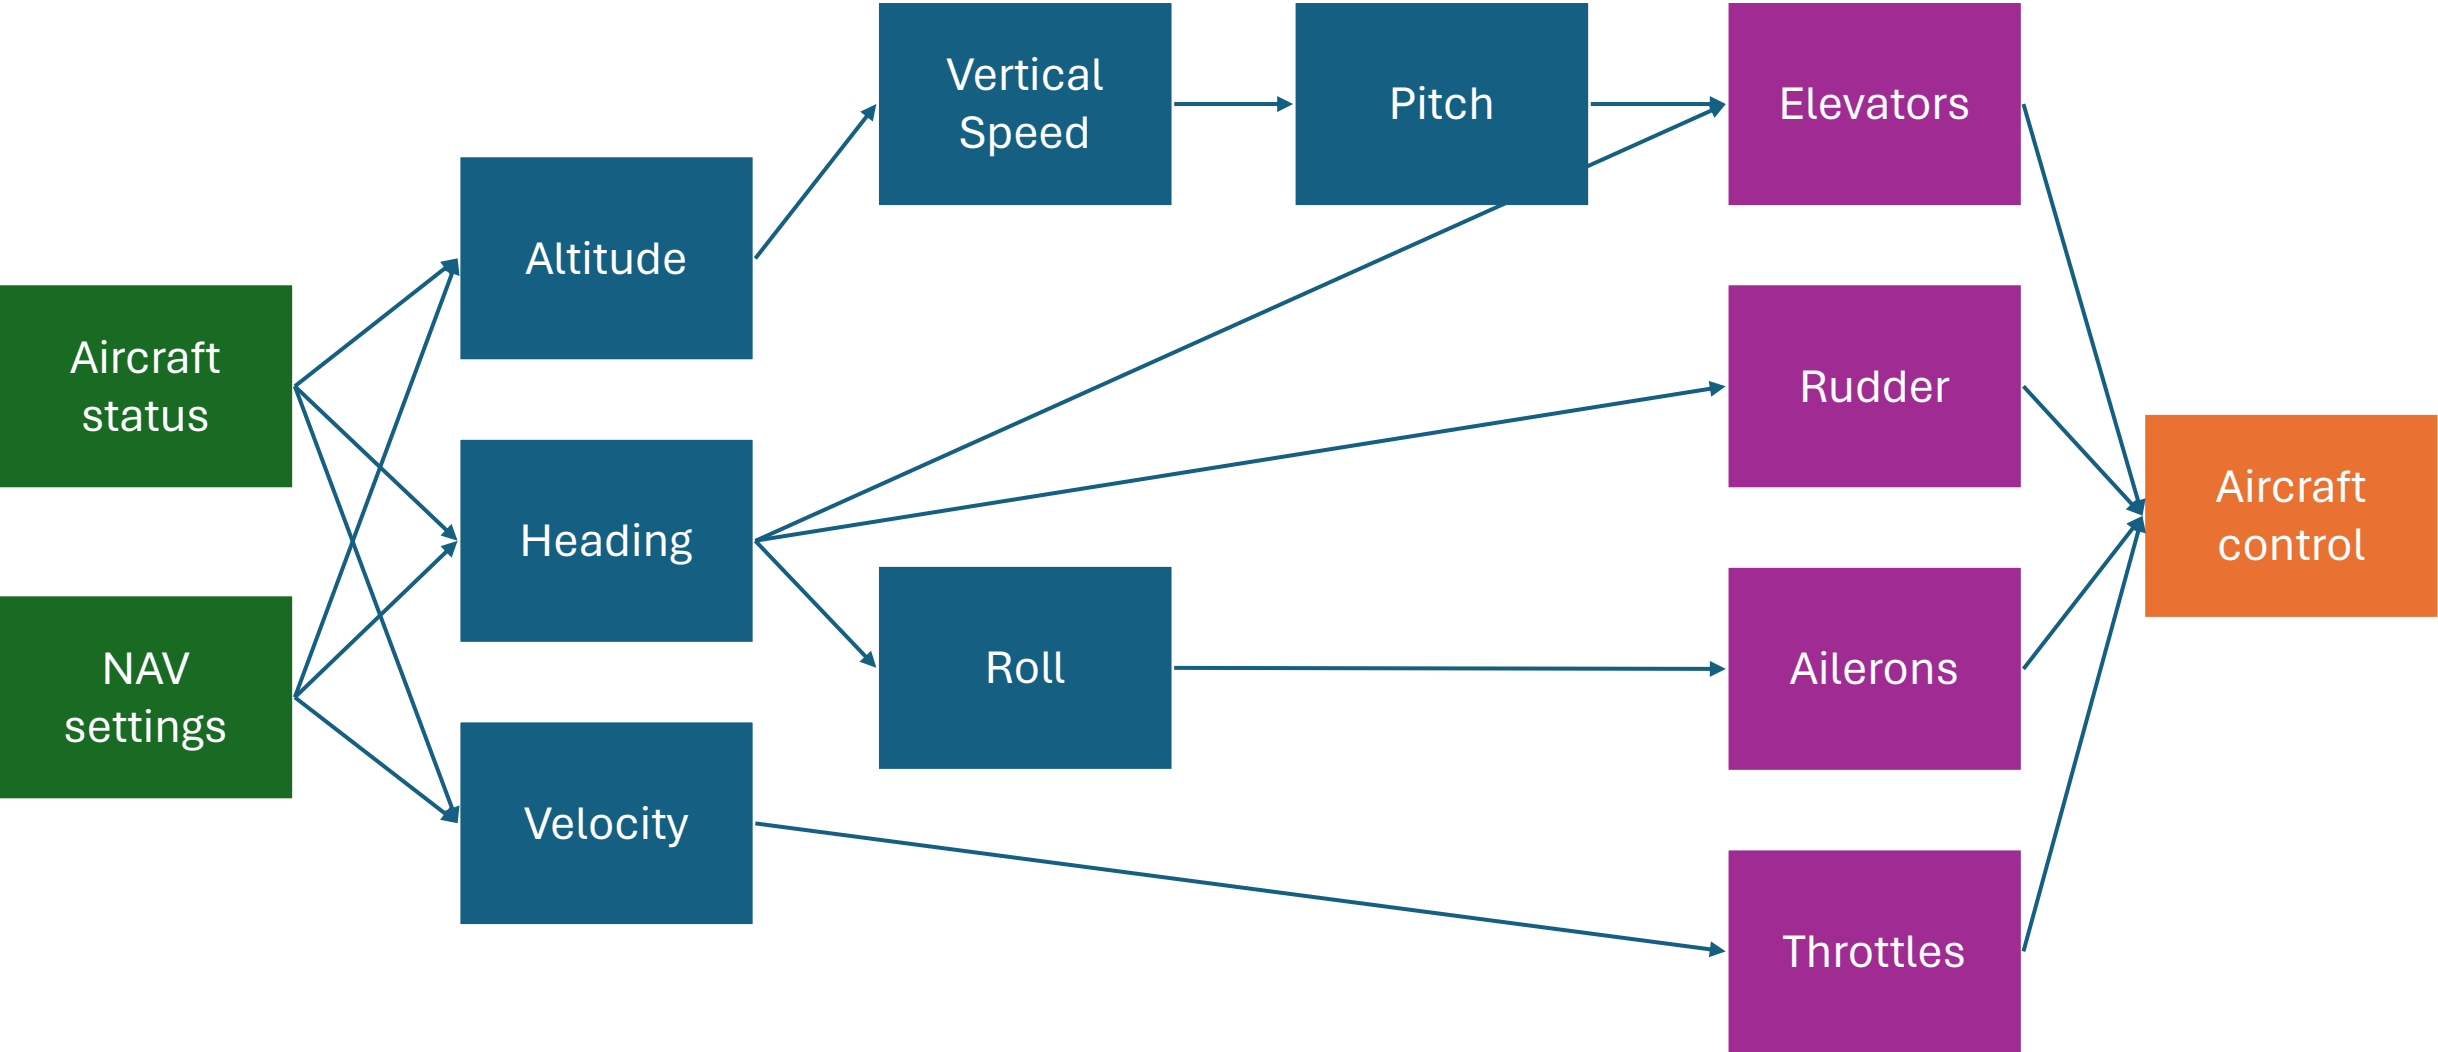 Aircraft
status
NAV
settings
Altitude
Heading
Velocity
Vertical
Speed
Roll
Pitch
Elevators
Rudder
Ailerons
Throttles
Aircraft
control